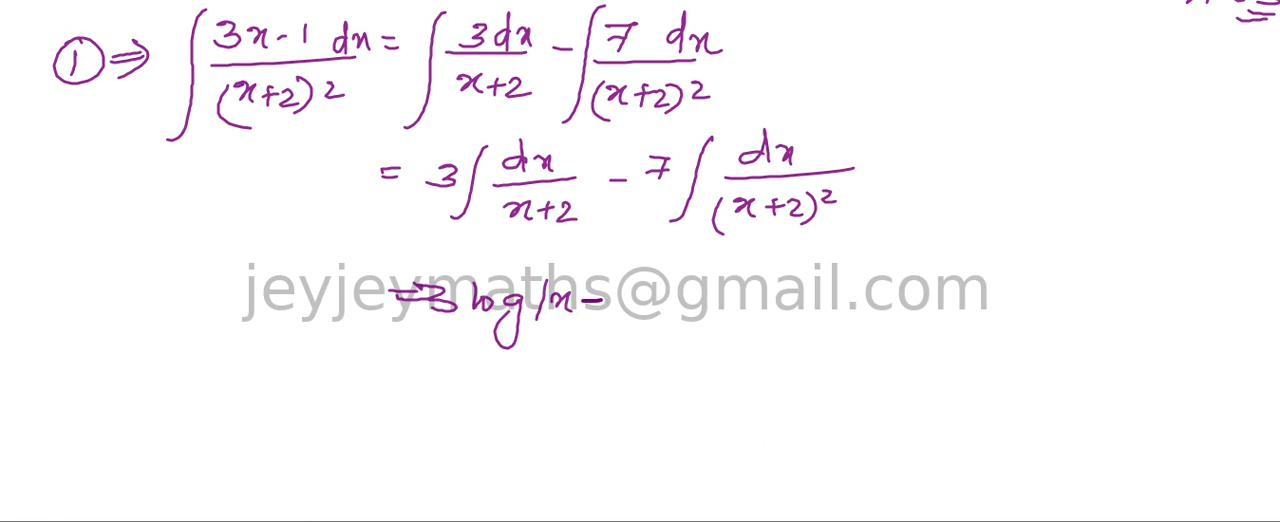 ① ⇒ ∫ 3x-1 dx / (x+2)² = ∫ 3dx / x+2 - ∫ 7 dx / (x+2)²
= 3 ∫ dx / x+2 - 7 ∫ dx / (x+2)²
= 3 log |x -
jeyjeymaths@gmail.com